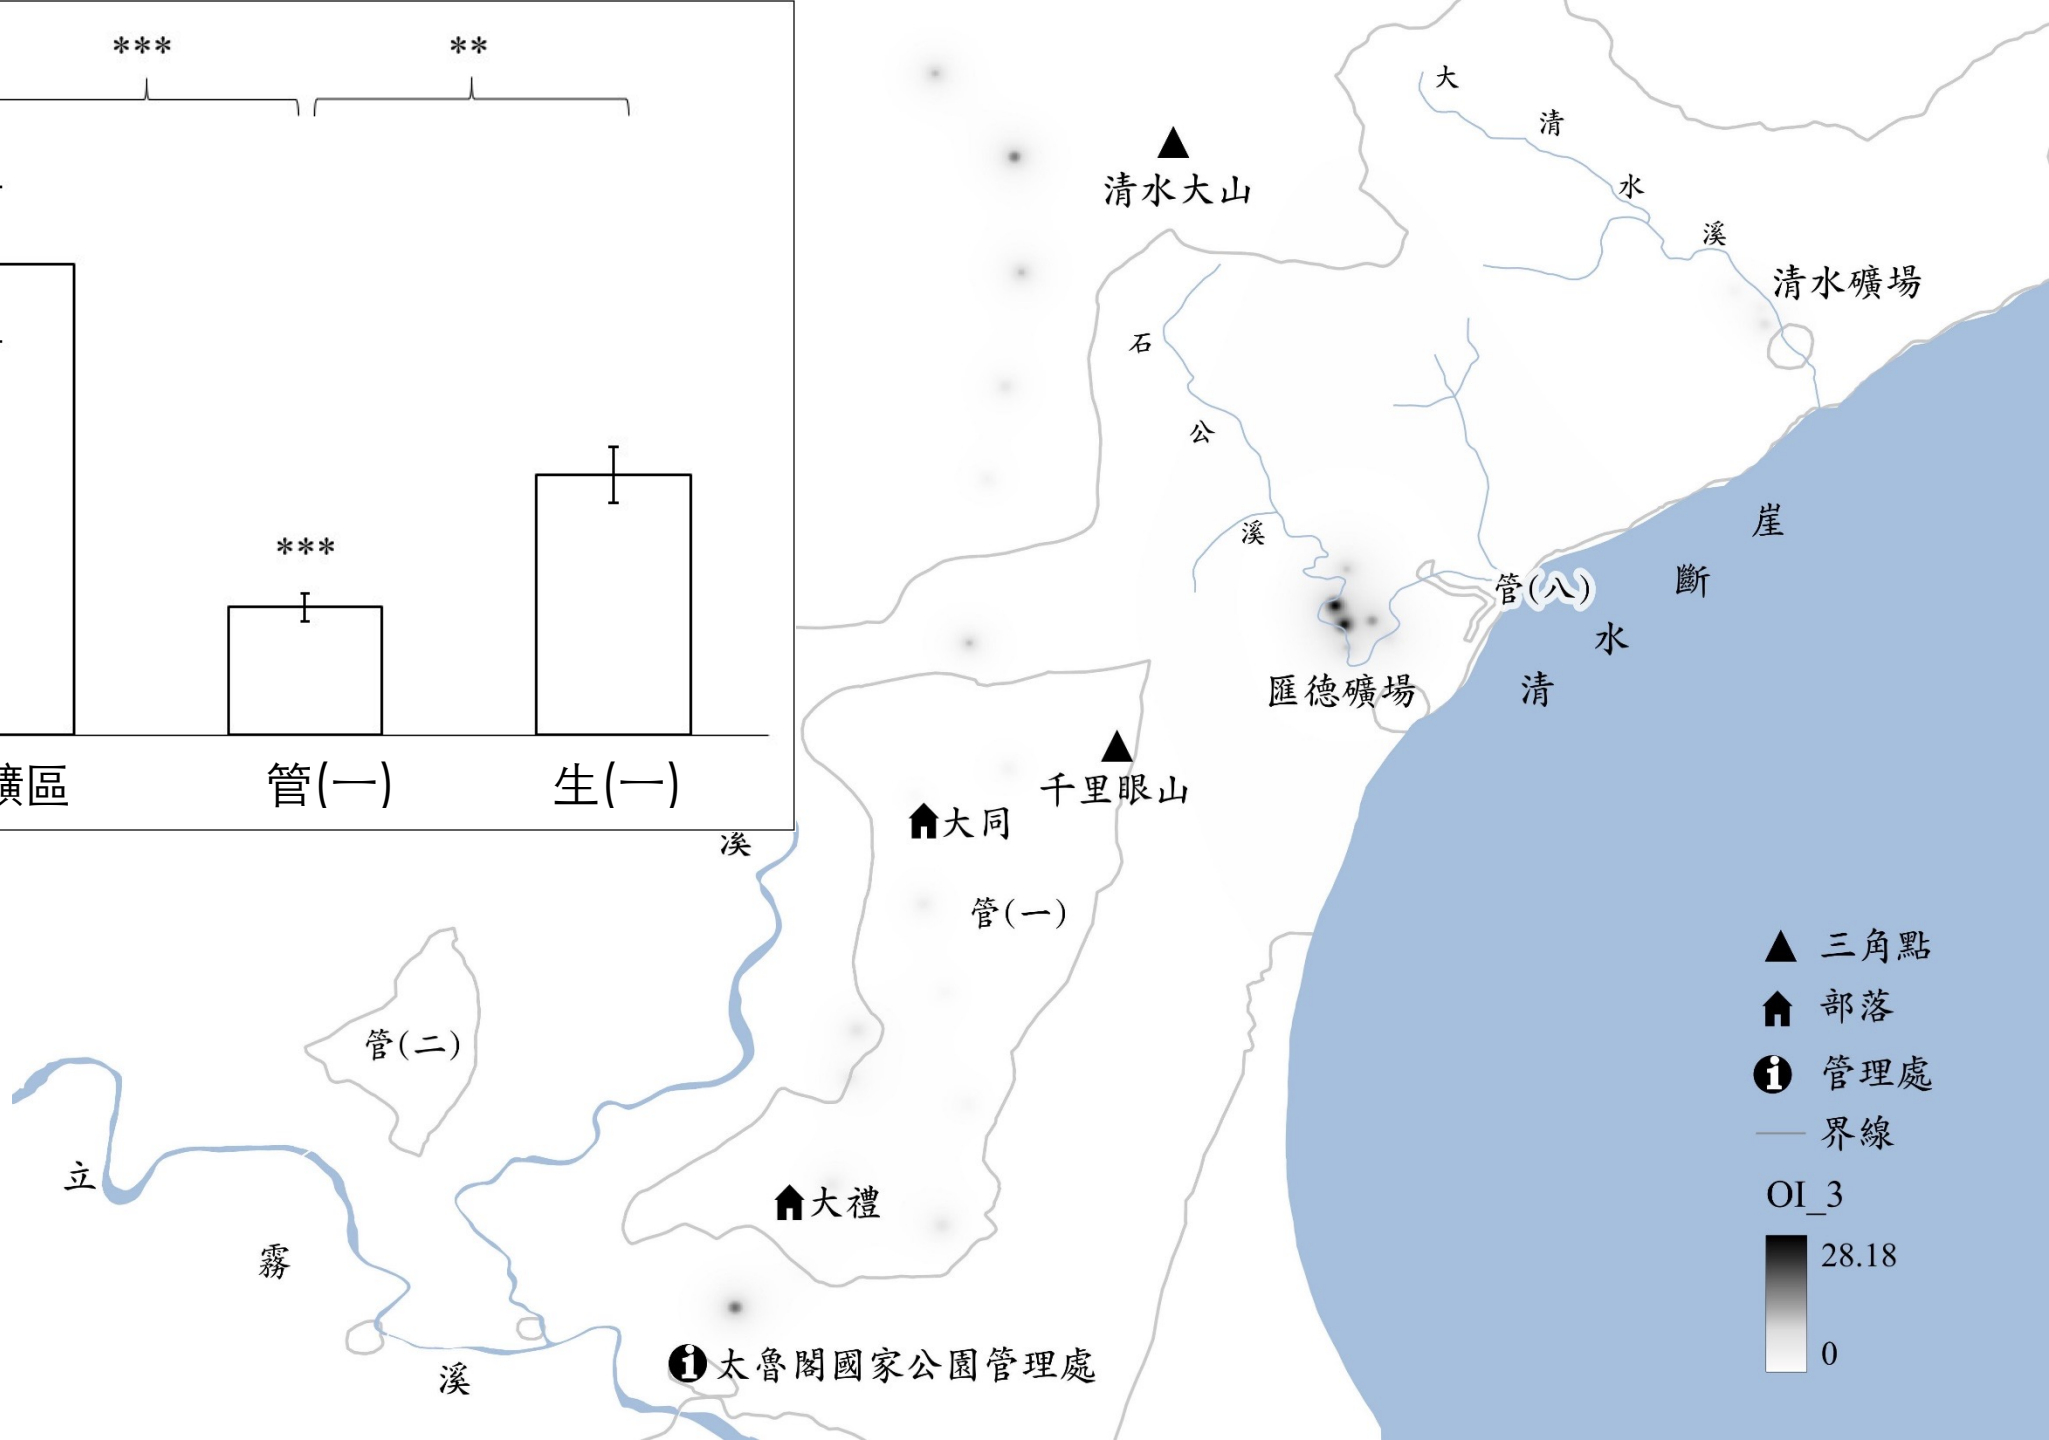 ***
**
***
礦區
管(一)
生(一)
大
清
水
溪
清水大山
清水礦場
石
公
溪
管(八)
崖
斷
水
清
匯德礦場
千里眼山
大同
管(一)
溪
管(二)
立
霧
溪
大禮
太魯閣國家公園管理處
三角點
部落
管理處
界線
OI_3
28.18
0